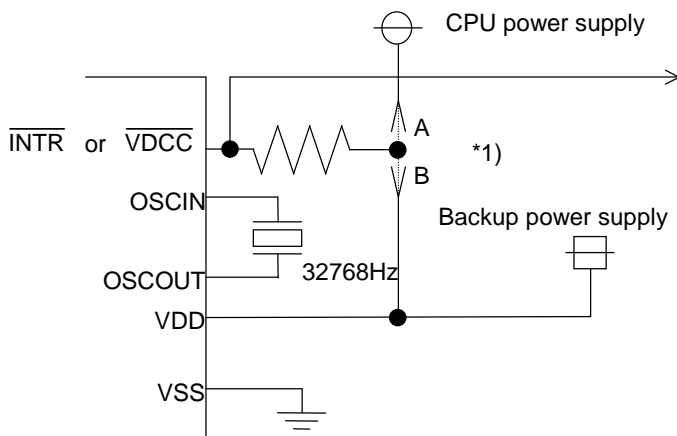 CPU power supply
A
INTR or VDCC
*1)
B
OSCIN
Backup power supply
32768Hz
OSCOUT
VDD
VSS